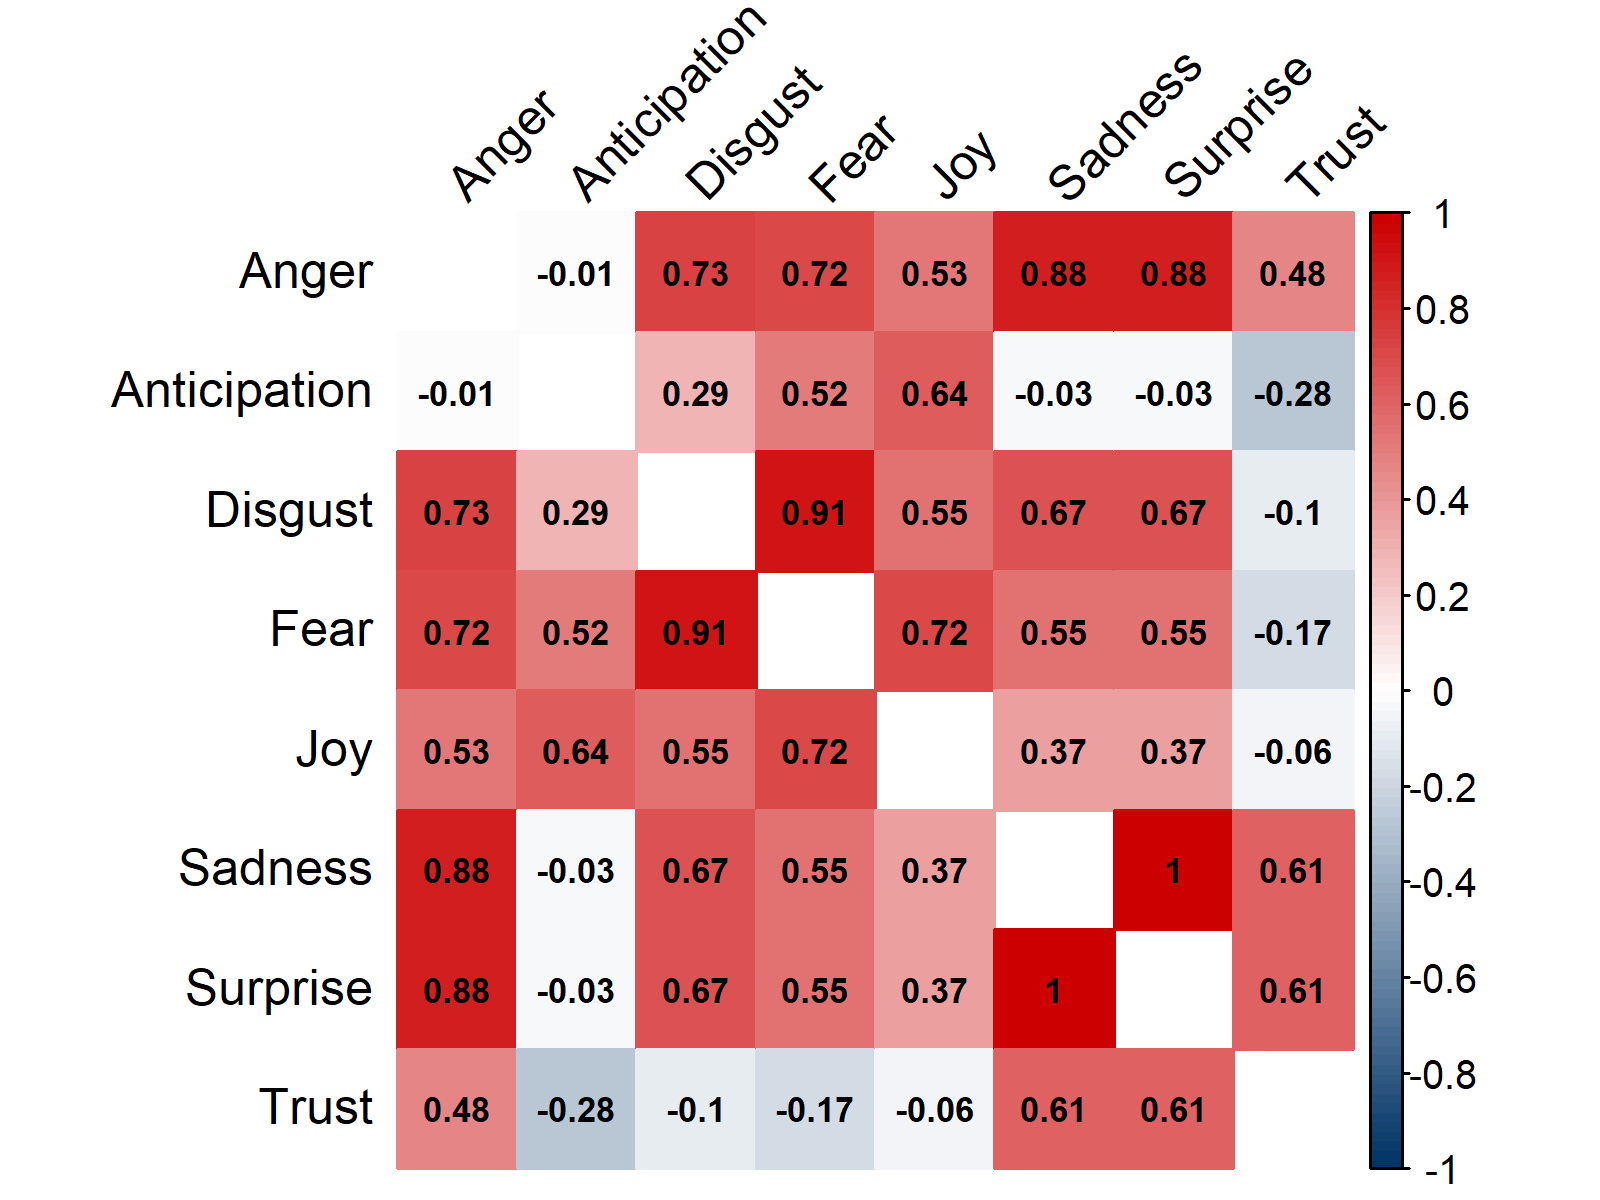 Anger Anticipation Disgust Fear Joy Sadness Surprise Trust
Anger -0.01 0.73 0.72 0.53 0.88 0.88 0.48
Anticipation -0.01 0.29 0.52 0.64 -0.03 -0.03 -0.28
Disgust 0.73 0.29 0.91 0.55 0.67 0.67 -0.1
Fear 0.72 0.52 0.91 0.72 0.55 0.55 -0.17
Joy 0.53 0.64 0.55 0.72 0.37 0.37 -0.06
Sadness 0.88 -0.03 0.67 0.55 0.37 1 0.61
Surprise 0.88 -0.03 0.67 0.55 0.37 1 0.61
Trust 0.48 -0.28 -0.1 -0.17 -0.06 0.61 0.61
1
0.8
0.6
0.4
0.2
0
-0.2
-0.4
-0.6
-0.8
-1